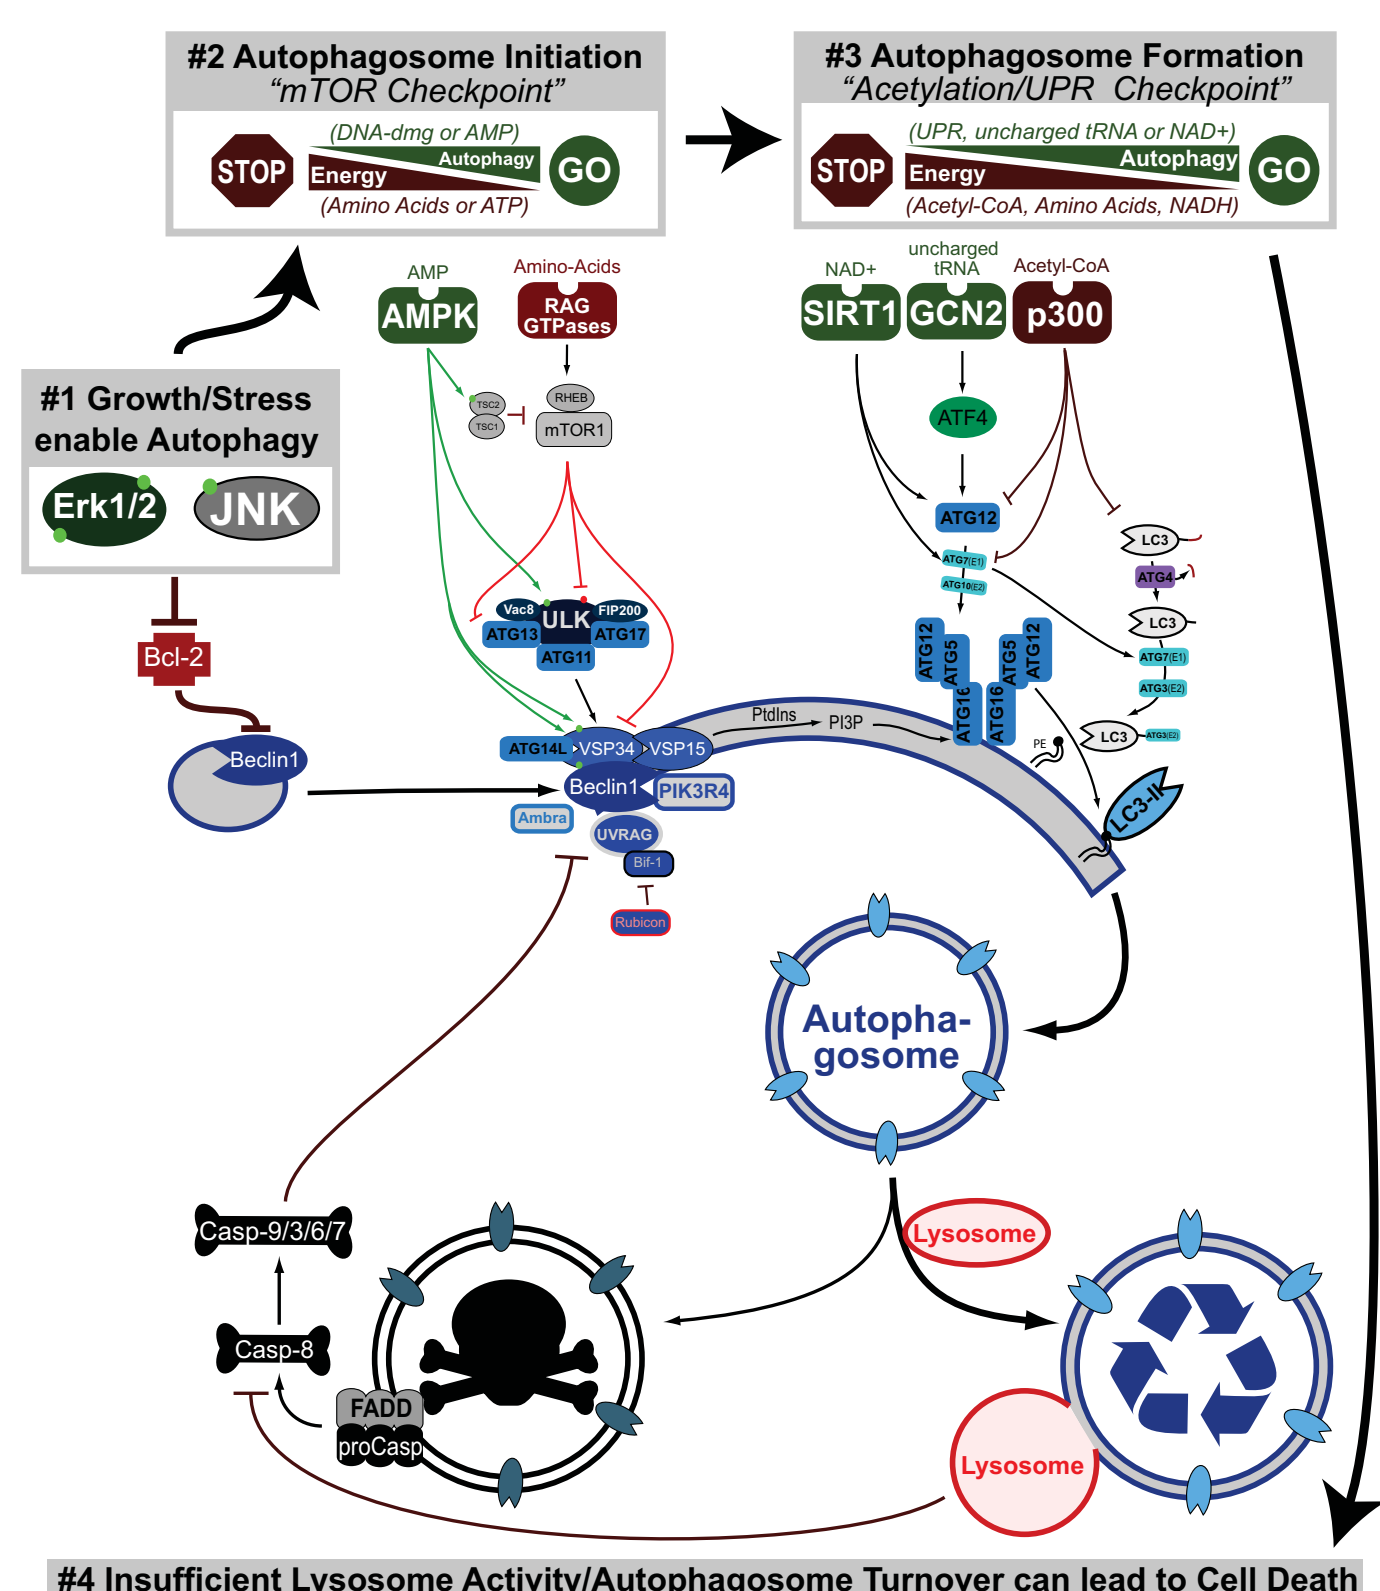 #2 Autophagosome Initiation
“mTOR Checkpoint”
(DNA-dmg or AMP)
STOP
Autophagy
Energy
GO
(Amino Acids or ATP)
#3 Autophagosome Formation
“Acetylation/UPR Checkpoint”
(UPR, uncharged tRNA or NAD+)
STOP
Autophagy
Energy
GO
(Acetyl-CoA, Amino Acids, NADH)
#1 Growth/Stress
enable Autophagy
Erk1/2
JNK
Bcl-2
Beclin1
AMP
AMPK
Amino-Acids
RAG
GTPases
TSC2
TSC1
RHEB
mTOR1
Vac8
ULK
FIP200
ATG13
ATG17
ATG11
ATG14L
VSP34
VSP15
Beclin1
PIK3R4
Ambra
UVRAG
Bif-1
Rubicon
NAD+
SIRT1
uncharged
tRNA
GCN2
Acetyl-CoA
p300
ATF4
ATG12
ATG7(E1)
ATG10(E2)
LC3
ATG4
LC3
ATG7(E1)
ATG3(E2)
LC3
ATG3(E2)
ATG12
ATG5
ATG16
ATG16
ATG5
ATG12
PtdIns
PI3P
PE
LC3-II
Autopha-
gosome
Lysosome
Lysosome
Casp-9/3/6/7
Casp-8
FADD
proCasp
#4 Insufficient Lysosome Activity/Autophagosome Turnover can lead to Cell Death